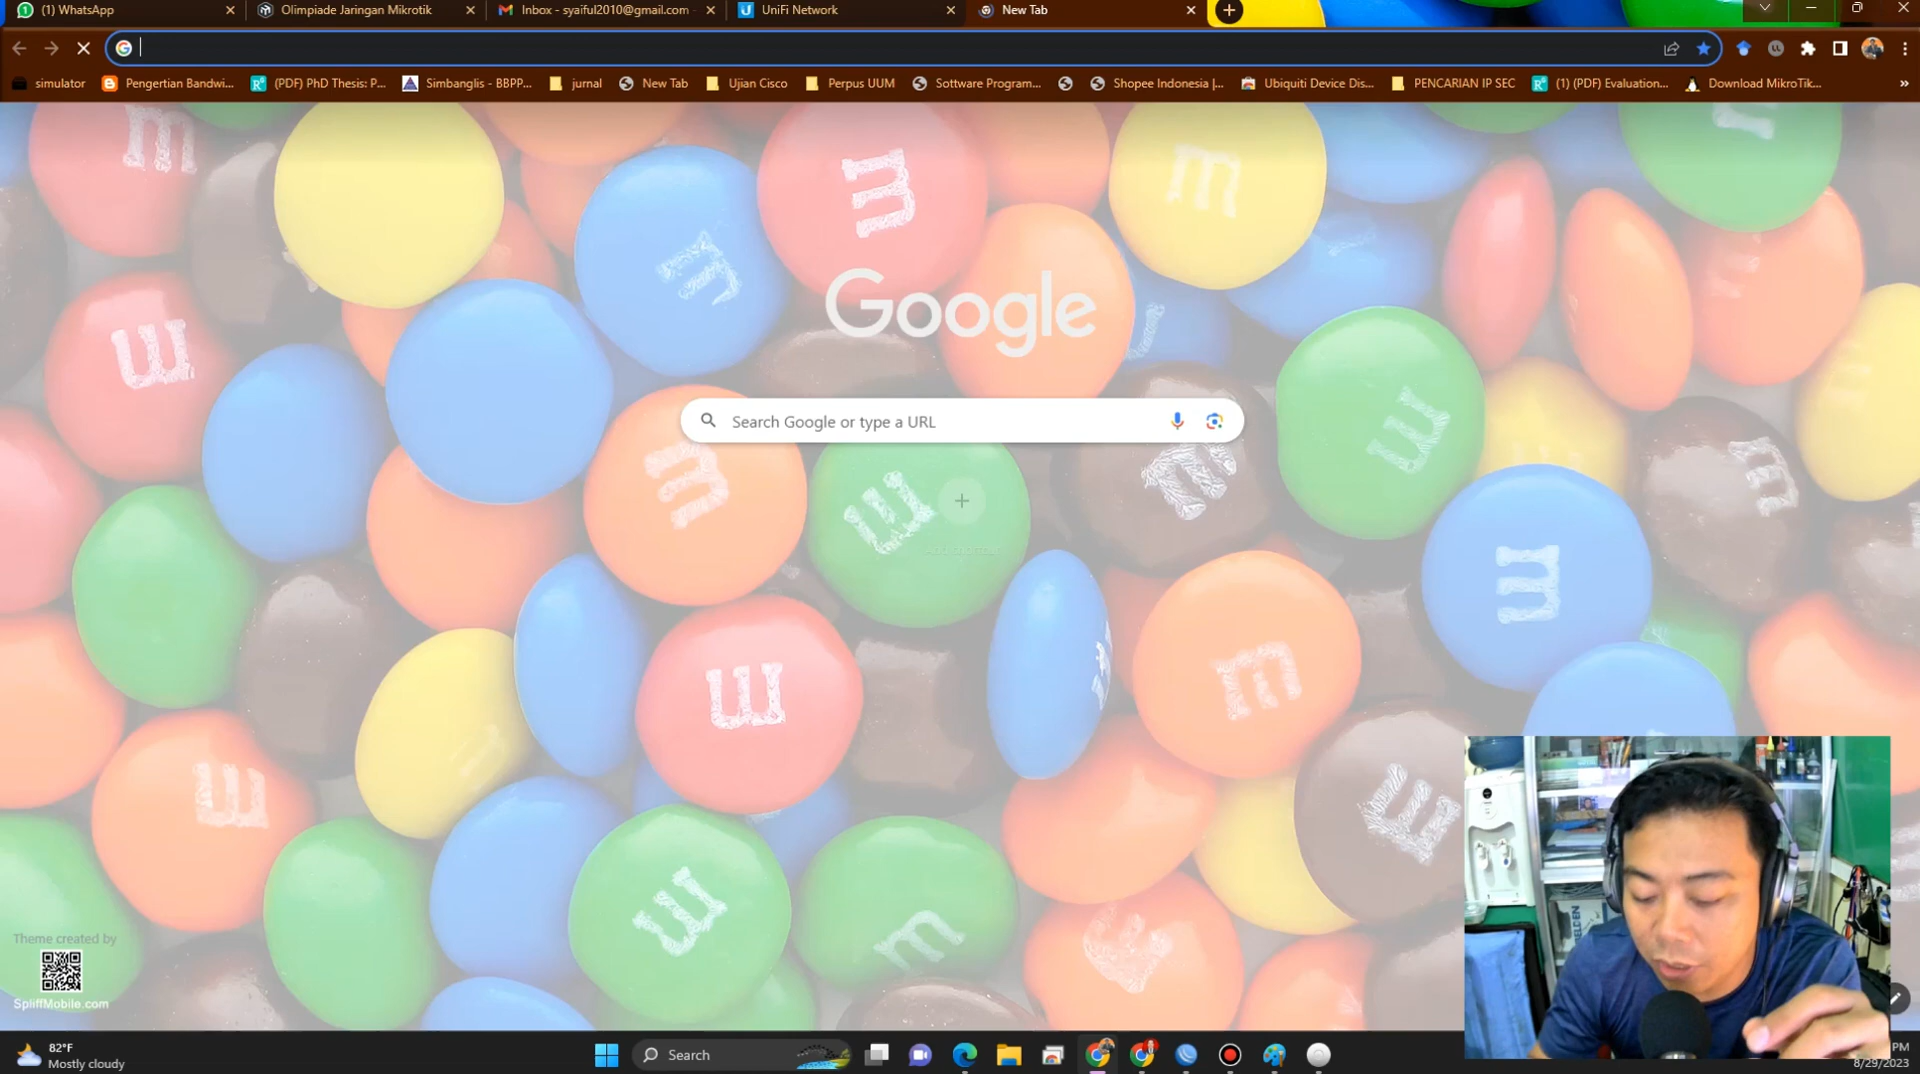 (1) WhatsApp
Olimpiade Jaringan Mikrotik
Inbox - syaiful2010@gmail.com
UniFi Network
New Tab
simulator
Pengertian Bandwi...
(PDF) PhD Thesis: P...
Simbanglis - BBPP...
jurnal
New Tab
Ujian Cisco
Perpus UUM
Sottware Programm...
Shopee Indonesia |...
Ubiquiti Device Dis...
PENCARIAN IP SEC
(1) (PDF) Evaluation...
Download MikroTik...
»
Google
Search Google or type a URL
Theme created by
SpliffMobile.com
82°F
Mostly cloudy
Search
PM
8/29/2023